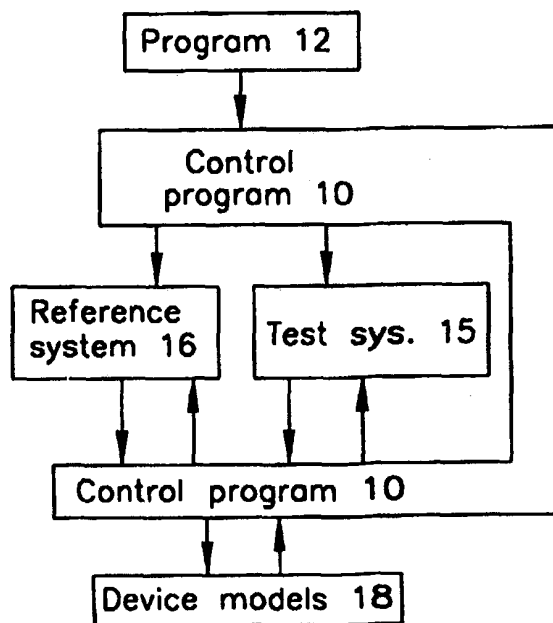 Program 12
Control
program 10
Reference
system 16
Test sys. 15
Control program 10
Device models 18